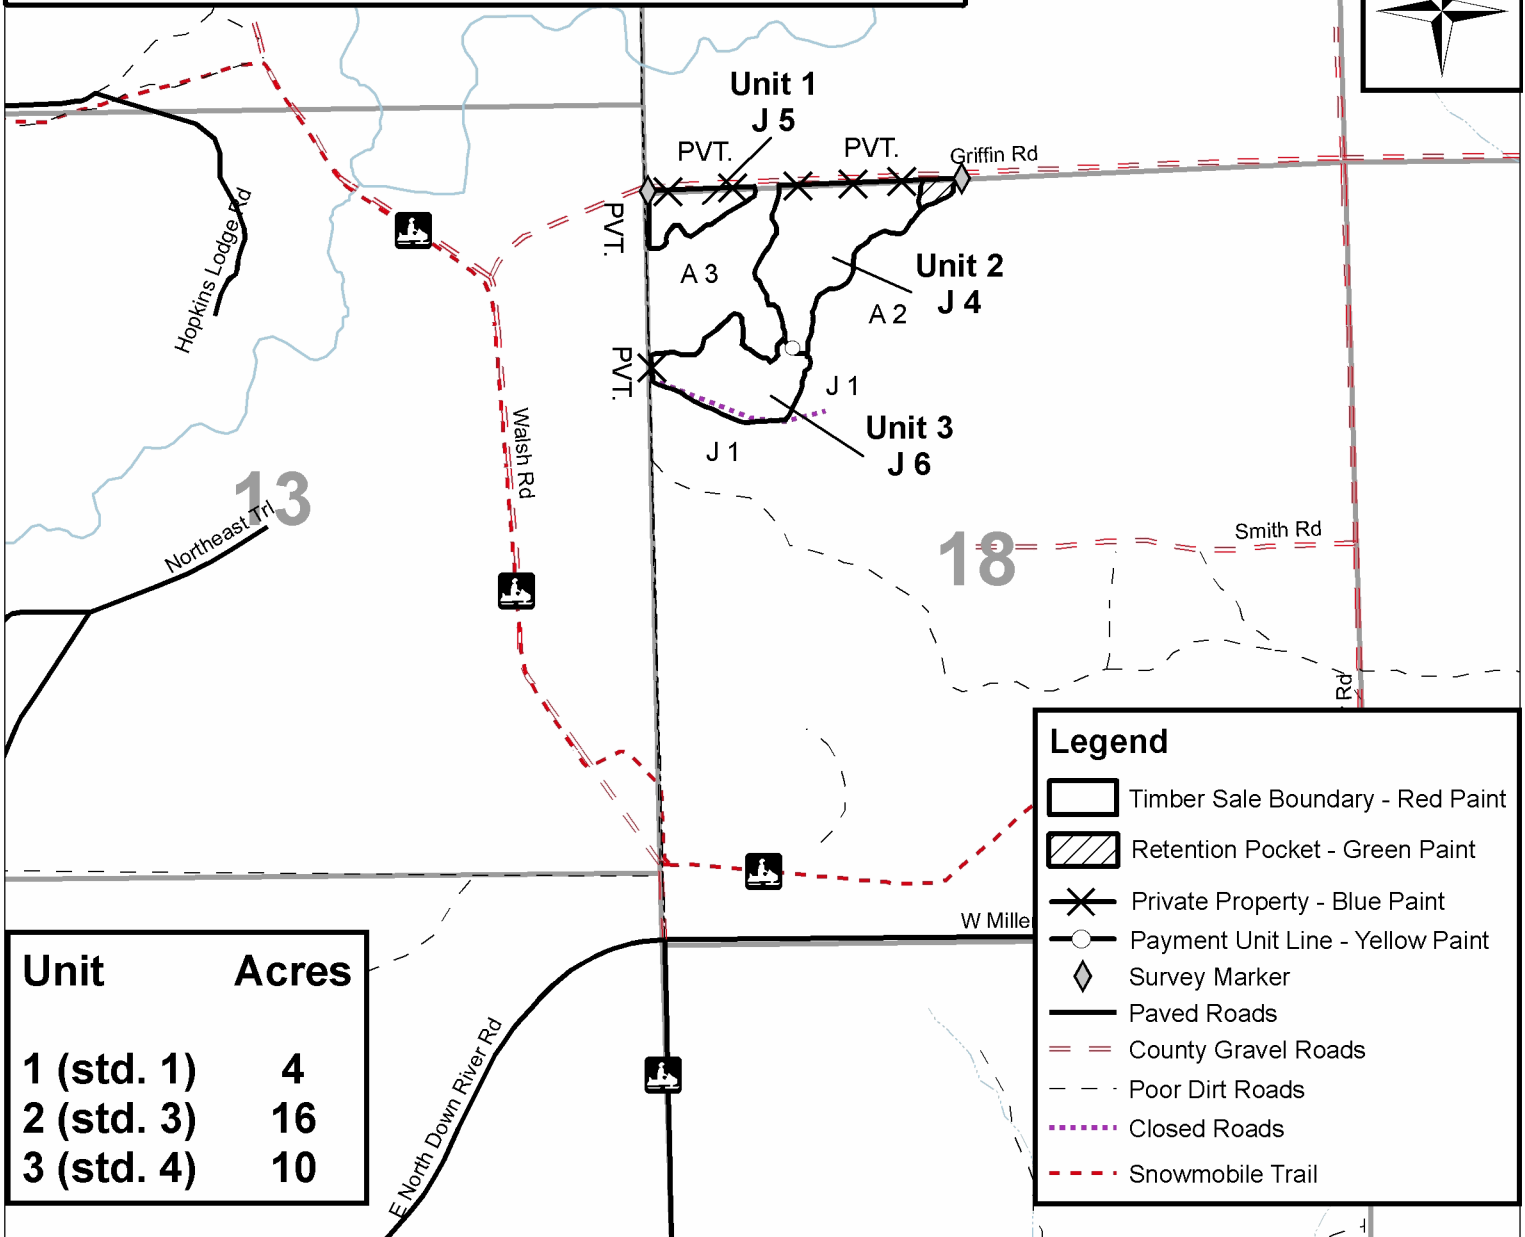 Unit 1
J 5
PVT.
PVT.
Griffin Rd
PVT.
Hopkins Lodge Rd
A 3
Unit 2
J 4
A 2
PVT.
J 1
Unit 3
J 6
J 1
Walsh Rd
13
Northeast Trl
18
Smith Rd
Rd
W Miller
E North Down River Rd
Unit Acres
1 (std. 1) 4
2 (std. 3) 16
3 (std. 4) 10
Legend
Timber Sale Boundary - Red Paint
Retention Pocket - Green Paint
Private Property - Blue Paint
Payment Unit Line - Yellow Paint
Survey Marker
Paved Roads
County Gravel Roads
Poor Dirt Roads
Closed Roads
Snowmobile Trail